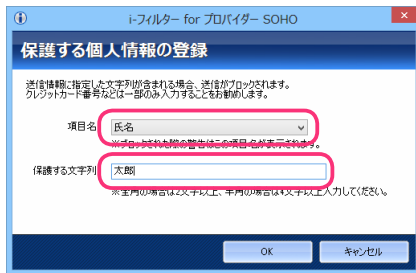 i-フィルター for プロバイダー SOHO
保護する個人情報の登録
送信情報に指定した文字列が含まれる場合、送信がブロックされます。
クレジットカード番号などは一部のみ入力することをお勧めします。
項目名 氏名
※ブロックされた際の警告はこの項目名が表示されます。
保護する文字列 太郎
※全角の場合は2文字以上、半角の場合は4文字以上入力してください。
OK キャンセル